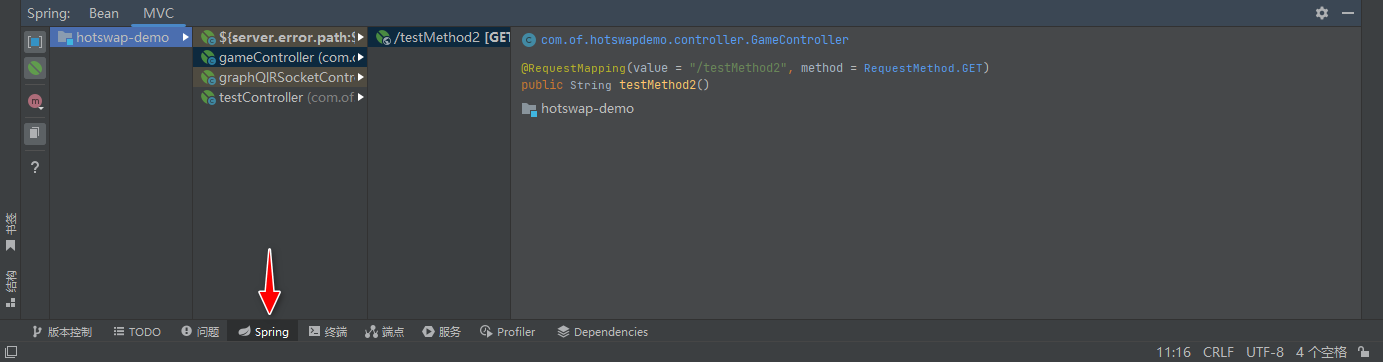 Spring: Bean MVC
hotswap-demo
${server.error.path:$
gameController (com.o
graphQlRSocketContr
testController (com.of
/testMethod2 [GET
com.of.hotswapdemo.controller.GameController
@RequestMapping(value = "/testMethod2", method = RequestMethod.GET)
public String testMethod2()
hotswap-demo
书签
结构
版本控制 TODO 问题 Spring 终端 端点 服务 Profiler Dependencies
11:16 CRLF UTF-8 4 个空格